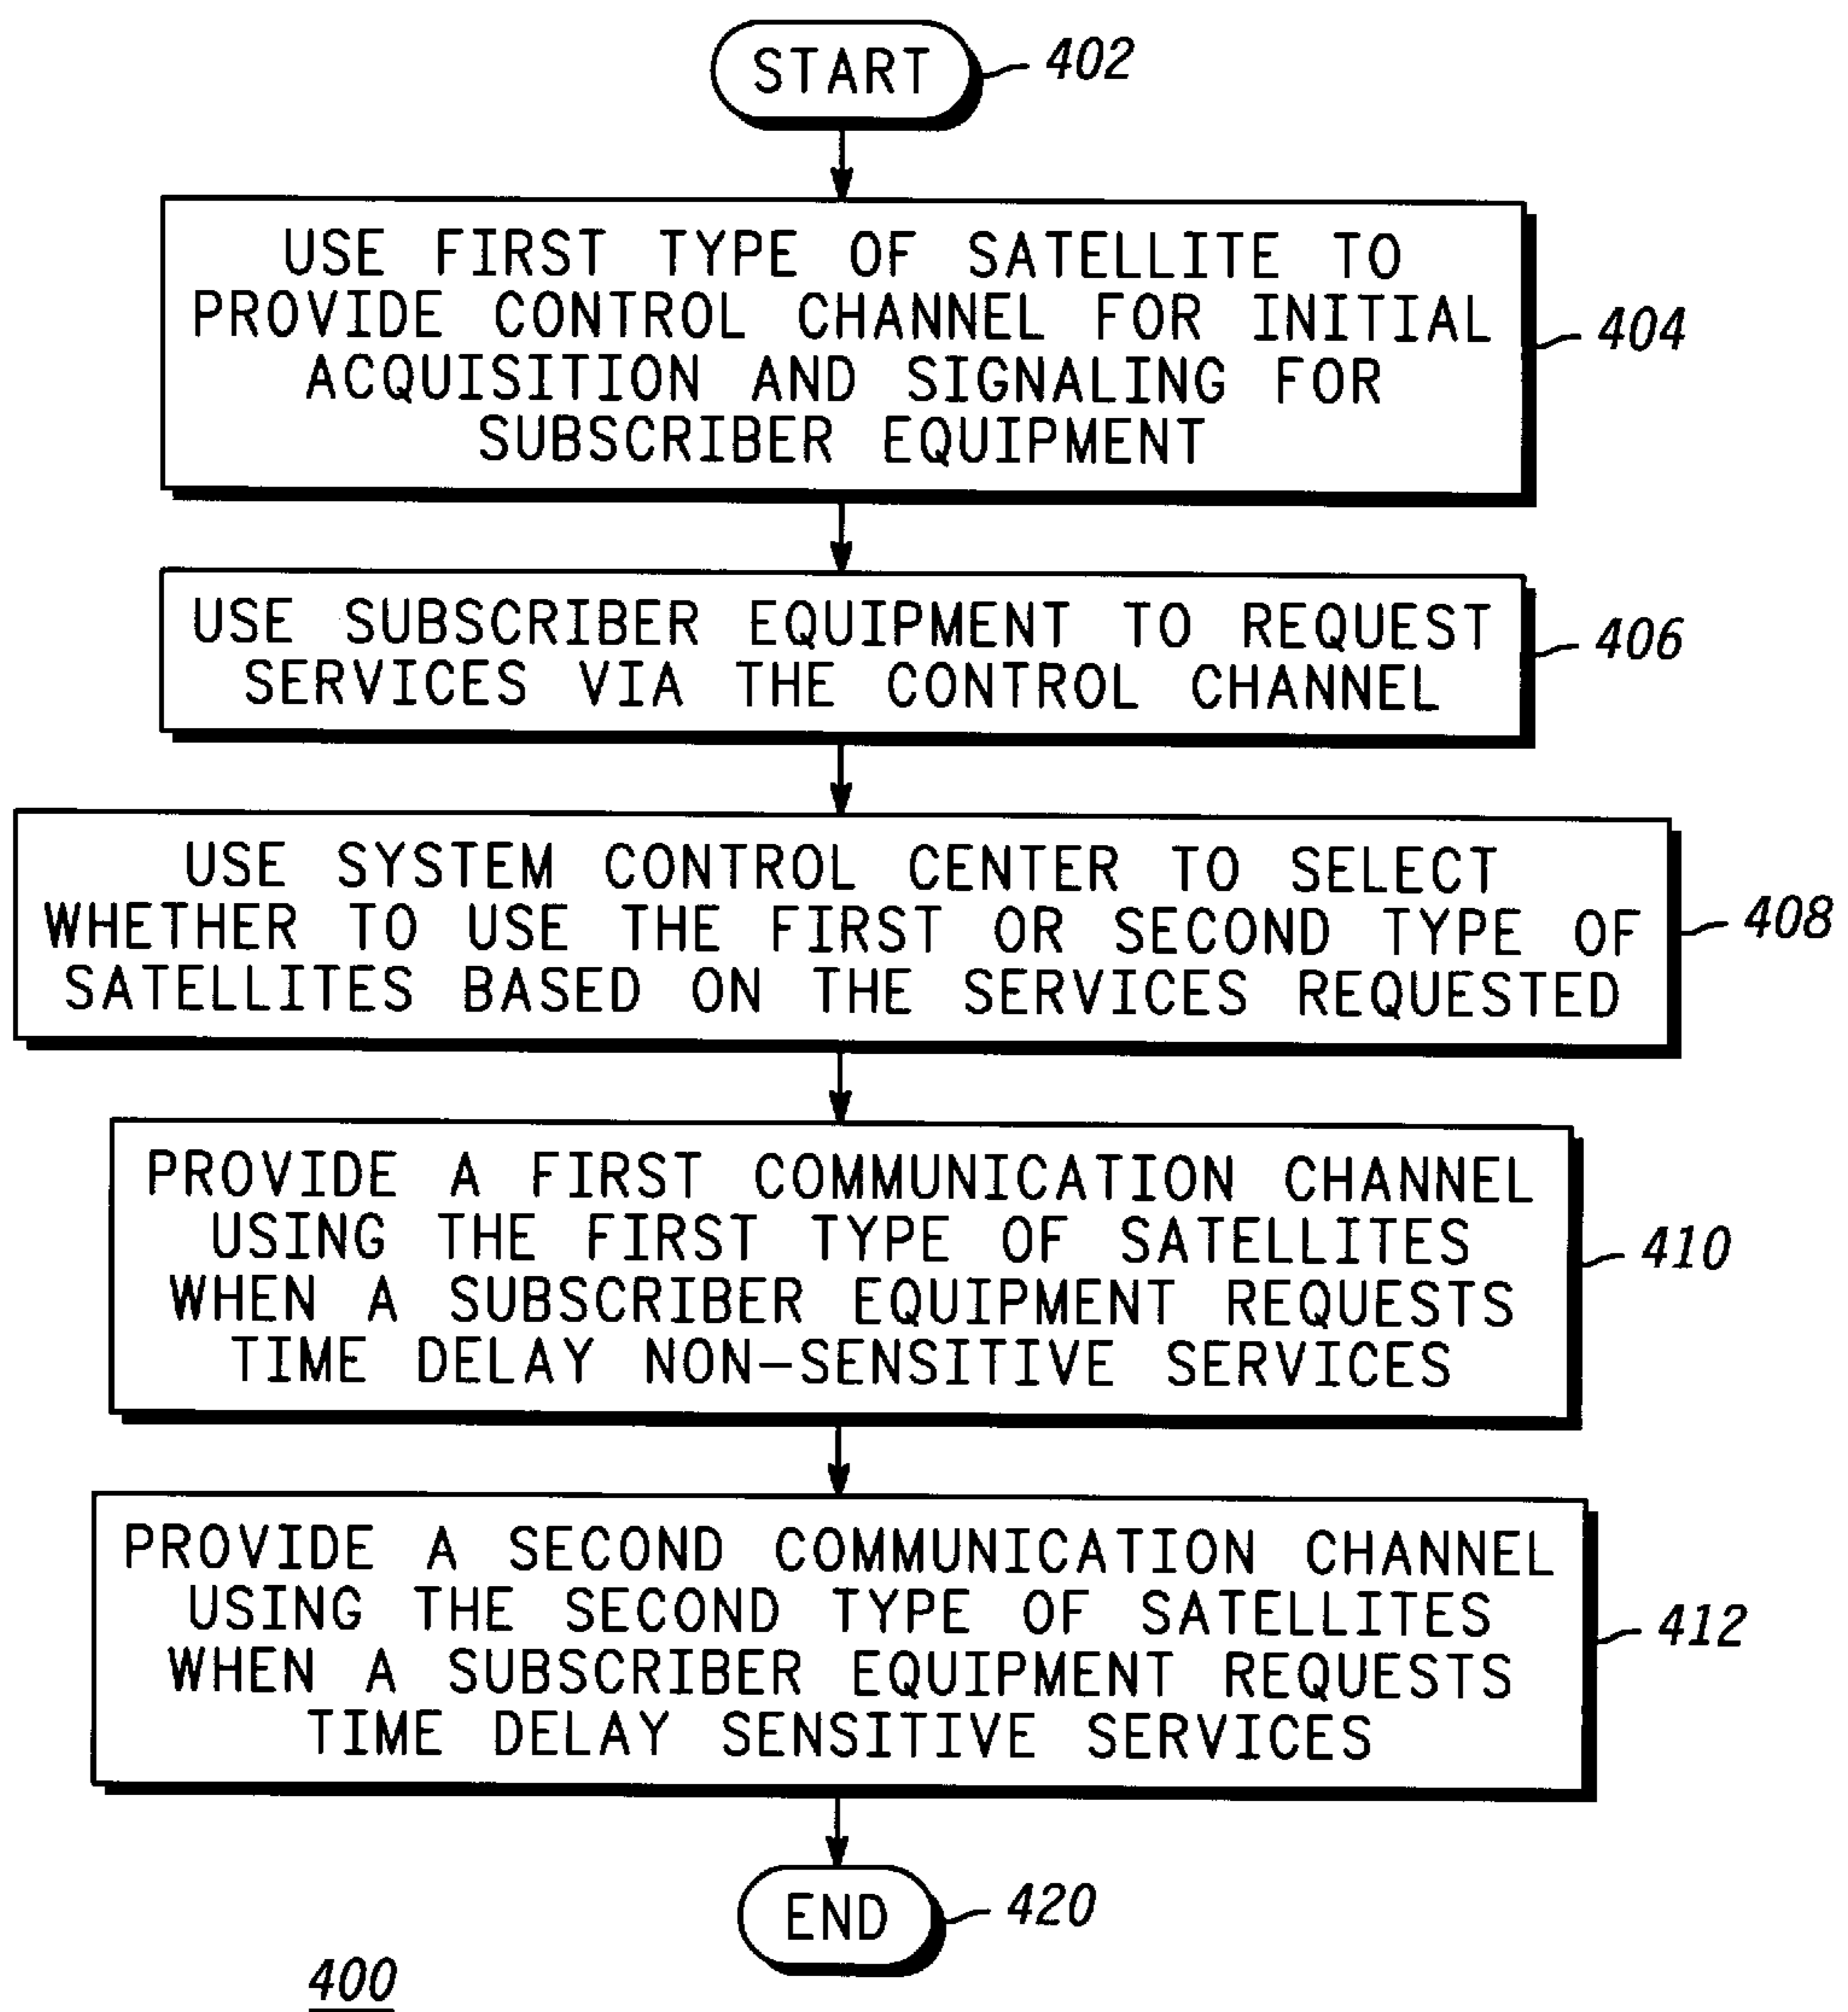 START
402
USE FIRST TYPE OF SATELLITE TO
PROVIDE CONTROL CHANNEL FOR INITIAL
ACQUISITION AND SIGNALING FOR
SUBSCRIBER EQUIPMENT
404
USE SUBSCRIBER EQUIPMENT TO REQUEST
SERVICES VIA THE CONTROL CHANNEL
406
USE SYSTEM CONTROL CENTER TO SELECT
WHETHER TO USE THE FIRST OR SECOND TYPE OF
SATELLITES BASED ON THE SERVICES REQUESTED
408
PROVIDE A FIRST COMMUNICATION CHANNEL
USING THE FIRST TYPE OF SATELLITES
WHEN A SUBSCRIBER EQUIPMENT REQUESTS
TIME DELAY NON-SENSITIVE SERVICES
410
PROVIDE A SECOND COMMUNICATION CHANNEL
USING THE SECOND TYPE OF SATELLITES
WHEN A SUBSCRIBER EQUIPMENT REQUESTS
TIME DELAY SENSITIVE SERVICES
412
END
420
400